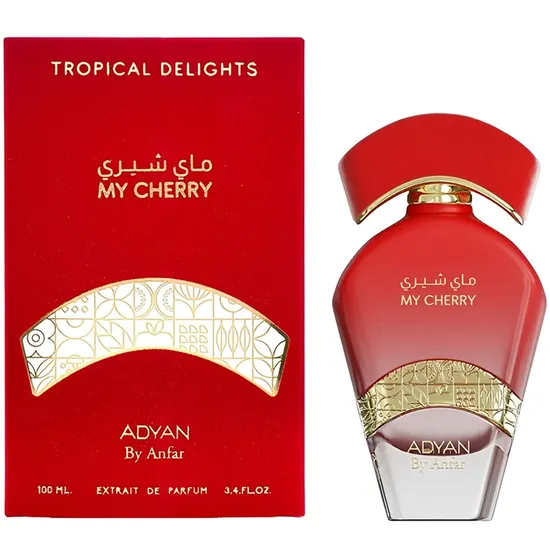 TROPICAL DELIGHTS
ماي شيري
MY CHERRY
ADYAN
By Anfar
100 ML. EXTRAIT DE PARFUM 3.4.FL.OZ.
ماي شيري
MY CHERRY
ADYAN
By Anfar